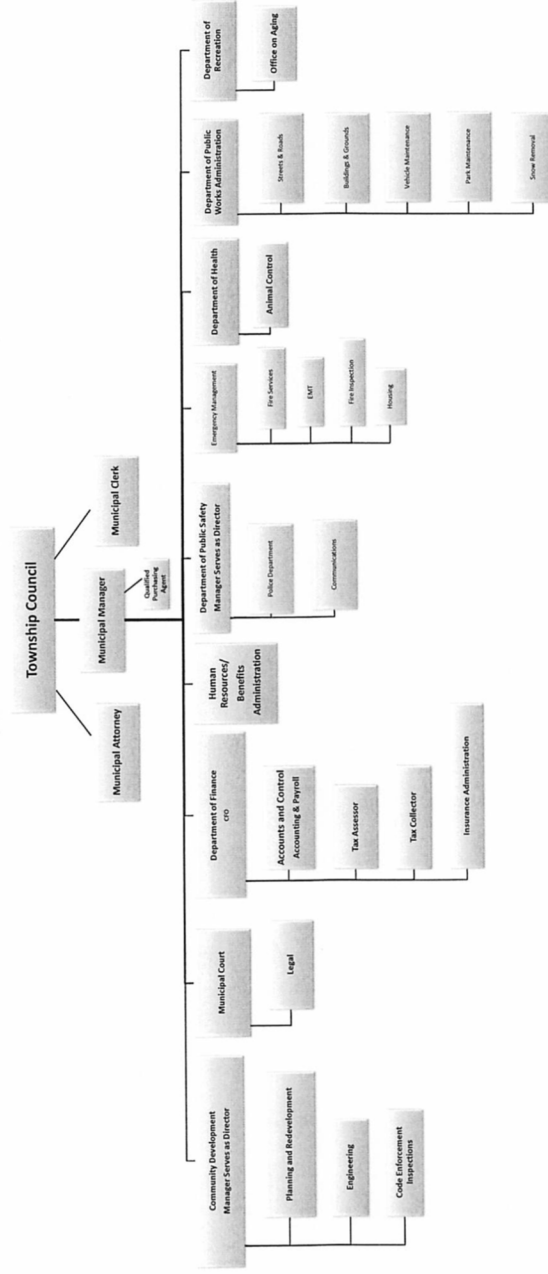 Township Council
Municipal Attorney
Municipal Manager
Municipal Clerk
Qualified
Purchasing
Agent
Community Development
Manager Serves as Director
Planning and Redevelopment
Engineering
Code Enforcement
Inspections
Municipal Court
Legal
Department of Finance
CFO
Accounts and Control
Accounting & Payroll
Tax Assessor
Tax Collector
Insurance Administration
Human
Resources/
Benefits
Administration
Department of Public Safety
Manager Serves as Director
Police Department
Communications
Emergency Management
Fire Services
EMT
Fire Inspection
Housing
Department of Health
Animal Control
Department of Public
Works Administration
Streets & Roads
Buildings & Grounds
Vehicle Maintenance
Park Maintenance
Snow Removal
Department of
Recreation
Office on Aging